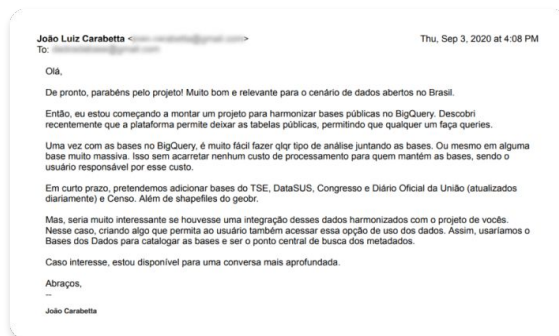 João Luiz Carabetta < > Thu, Sep 3, 2020 at 4:08 PM
To:
Olá,
De pronto, parabéns pelo projeto! Muito bom e relevante para o cenário de dados abertos no Brasil.
Então, eu estou começando a montar um projeto para harmonizar bases públicas no BigQuery. Descobri
recentemente que a plataforma permite deixar as tabelas públicas, permitindo que qualquer um faça queries.
Uma vez com as bases no BigQuery, é muito fácil fazer qlqr tipo de análise juntando as bases. Ou mesmo em alguma
base muito massiva. Isso sem acarretar nenhum custo de processamento para quem mantém as bases, sendo o
usuário responsável por esse custo.
Em curto prazo, pretendemos adicionar bases do TSE, DataSUS, Congresso e Diário Oficial da União (atualizados
diariamente) e Censo. Além de shapefiles do geobr.
Mas, seria muito interessante se houvesse uma integração desses dados harmonizados com o projeto de vocês.
Nesse caso, criando algo que permita ao usuário também acessar essa opção de uso dos dados. Assim, usaríamos o
Bases dos Dados para catalogar as bases e ser o ponto central de busca dos metadados.
Caso interesse, estou disponível para uma conversa mais aprofundada.
Abraços,
--
João Carabetta